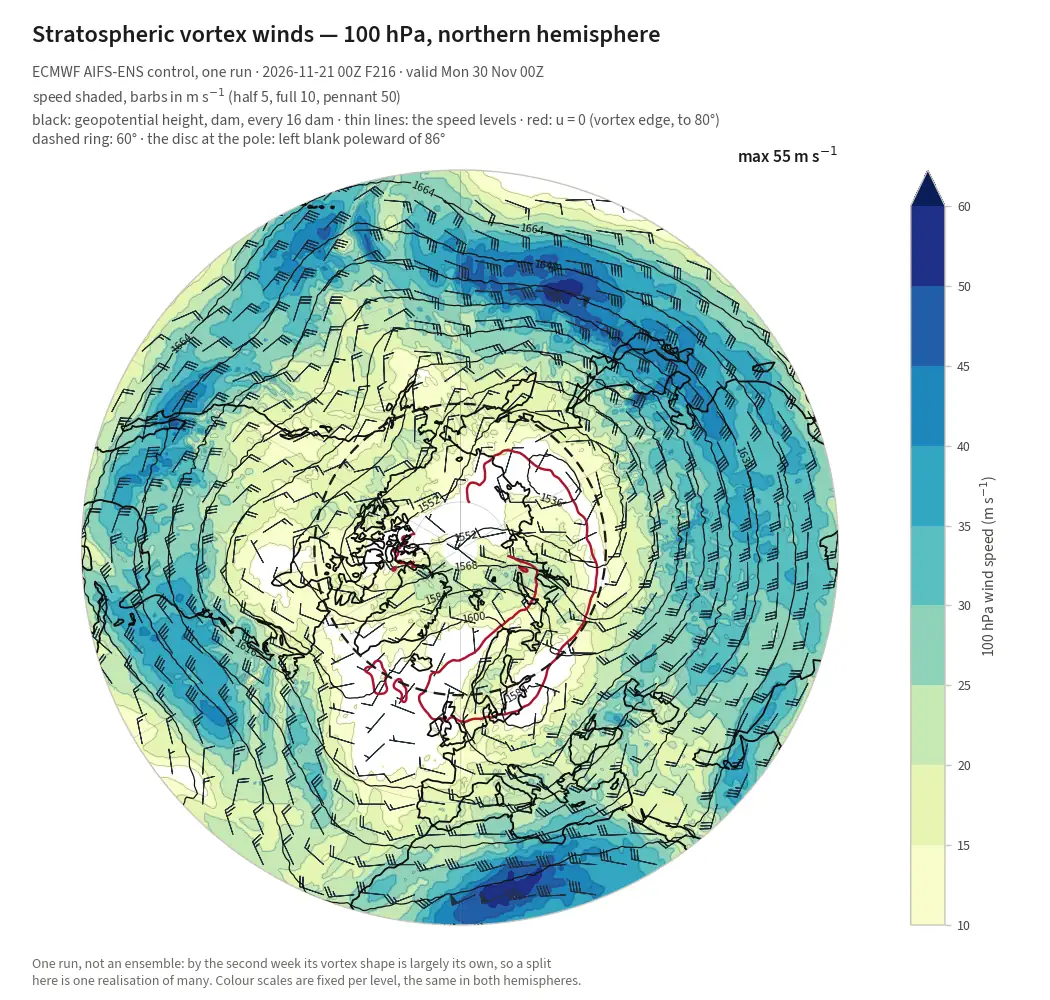 Stratospheric vortex winds — 100 hPa, northern hemisphere
ECMWF AIFS-ENS control, one run · 2026-11-21 00Z F216 · valid Mon 30 Nov 00Z
speed shaded, barbs in m s⁻¹ (half 5, full 10, pennant 50)
black: geopotential height, dam, every 16 dam · thin lines: the speed levels · red: u = 0 (vortex edge, to 80°)
dashed ring: 60° · the disc at the pole: left blank poleward of 86°
max 55 m s⁻¹
1664
1664
1664
1536
1552
1552
1568
1600
60
50
45
40
35
30
25
20
15
10
100 hPa wind speed (m s⁻¹)
One run, not an ensemble: by the second week its vortex shape is largely its own, so a split
here is one realisation of many. Colour scales are fixed per level, the same in both hemispheres.